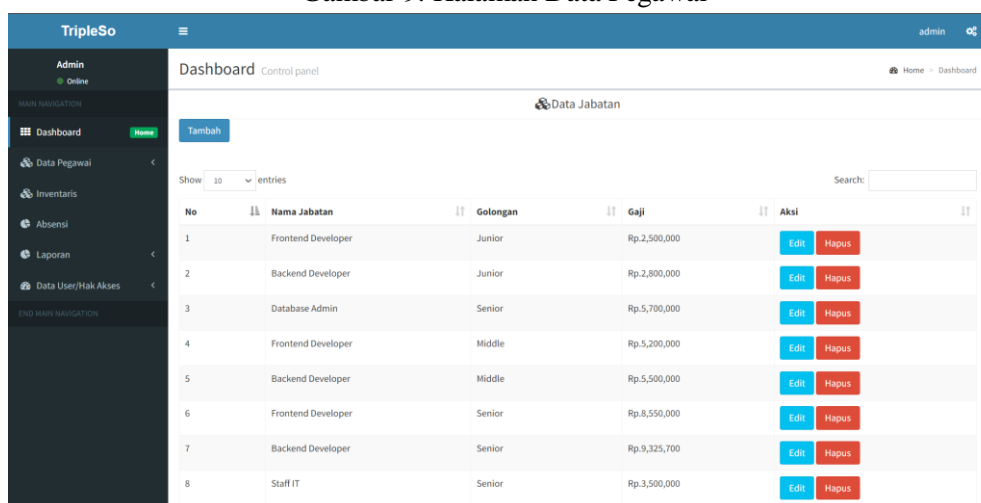 Gambar 9. Halaman Data Pegawai
TripleSo
admin
Admin
Online
Dashboard Control panel
Home > Dashboard
MAIN NAVIGATION
Data Jabatan
Dashboard Home
Tambah
Data Pegawai
Inventaris
Absensi
Laporan
Data User/Hak Akses
END MAIN NAVIGATION
Show 10 entries
Search:
No Nama Jabatan Golongan Gaji Aksi
1 Frontend Developer Junior Rp.2,500,000 Edit Hapus
2 Backend Developer Junior Rp.2,800,000 Edit Hapus
3 Database Admin Senior Rp.5,700,000 Edit Hapus
4 Frontend Developer Middle Rp.5,200,000 Edit Hapus
5 Backend Developer Middle Rp.5,500,000 Edit Hapus
6 Frontend Developer Senior Rp.8,550,000 Edit Hapus
7 Backend Developer Senior Rp.9,325,700 Edit Hapus
8 Staff IT Senior Rp.3,500,000 Edit Hapus